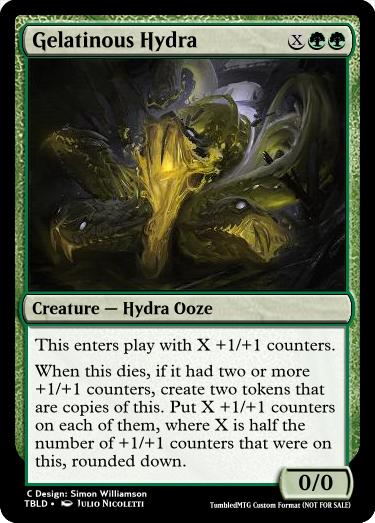 Gelatinous Hydra X
Creature — Hydra Ooze
This enters play with X +1/+1 counters.
When this dies, if it had two or more
+1/+1 counters, create two tokens that
are copies of this. Put X +1/+1 counters
on each of them, where X is half the
number of +1/+1 counters that were on
this, rounded down.
0/0
C Design: Simon Williamson
TBLD • Julio Nicoletti
TumbledMTG Custom Format (NOT FOR SALE)